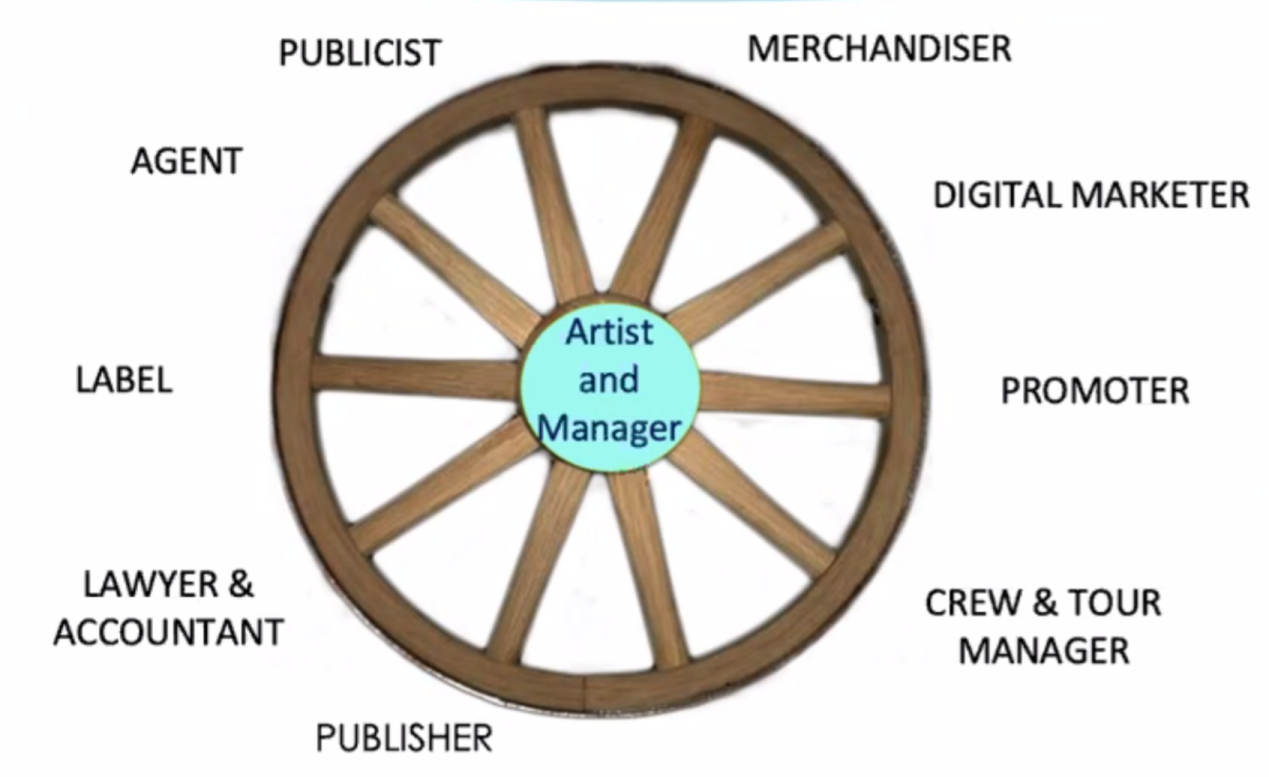 PUBLICIST
MERCHANDISER
AGENT
DIGITAL MARKETER
Artist
and
Manager
LABEL
PROMOTER
LAWYER &
ACCOUNTANT
CREW & TOUR
MANAGER
PUBLISHER